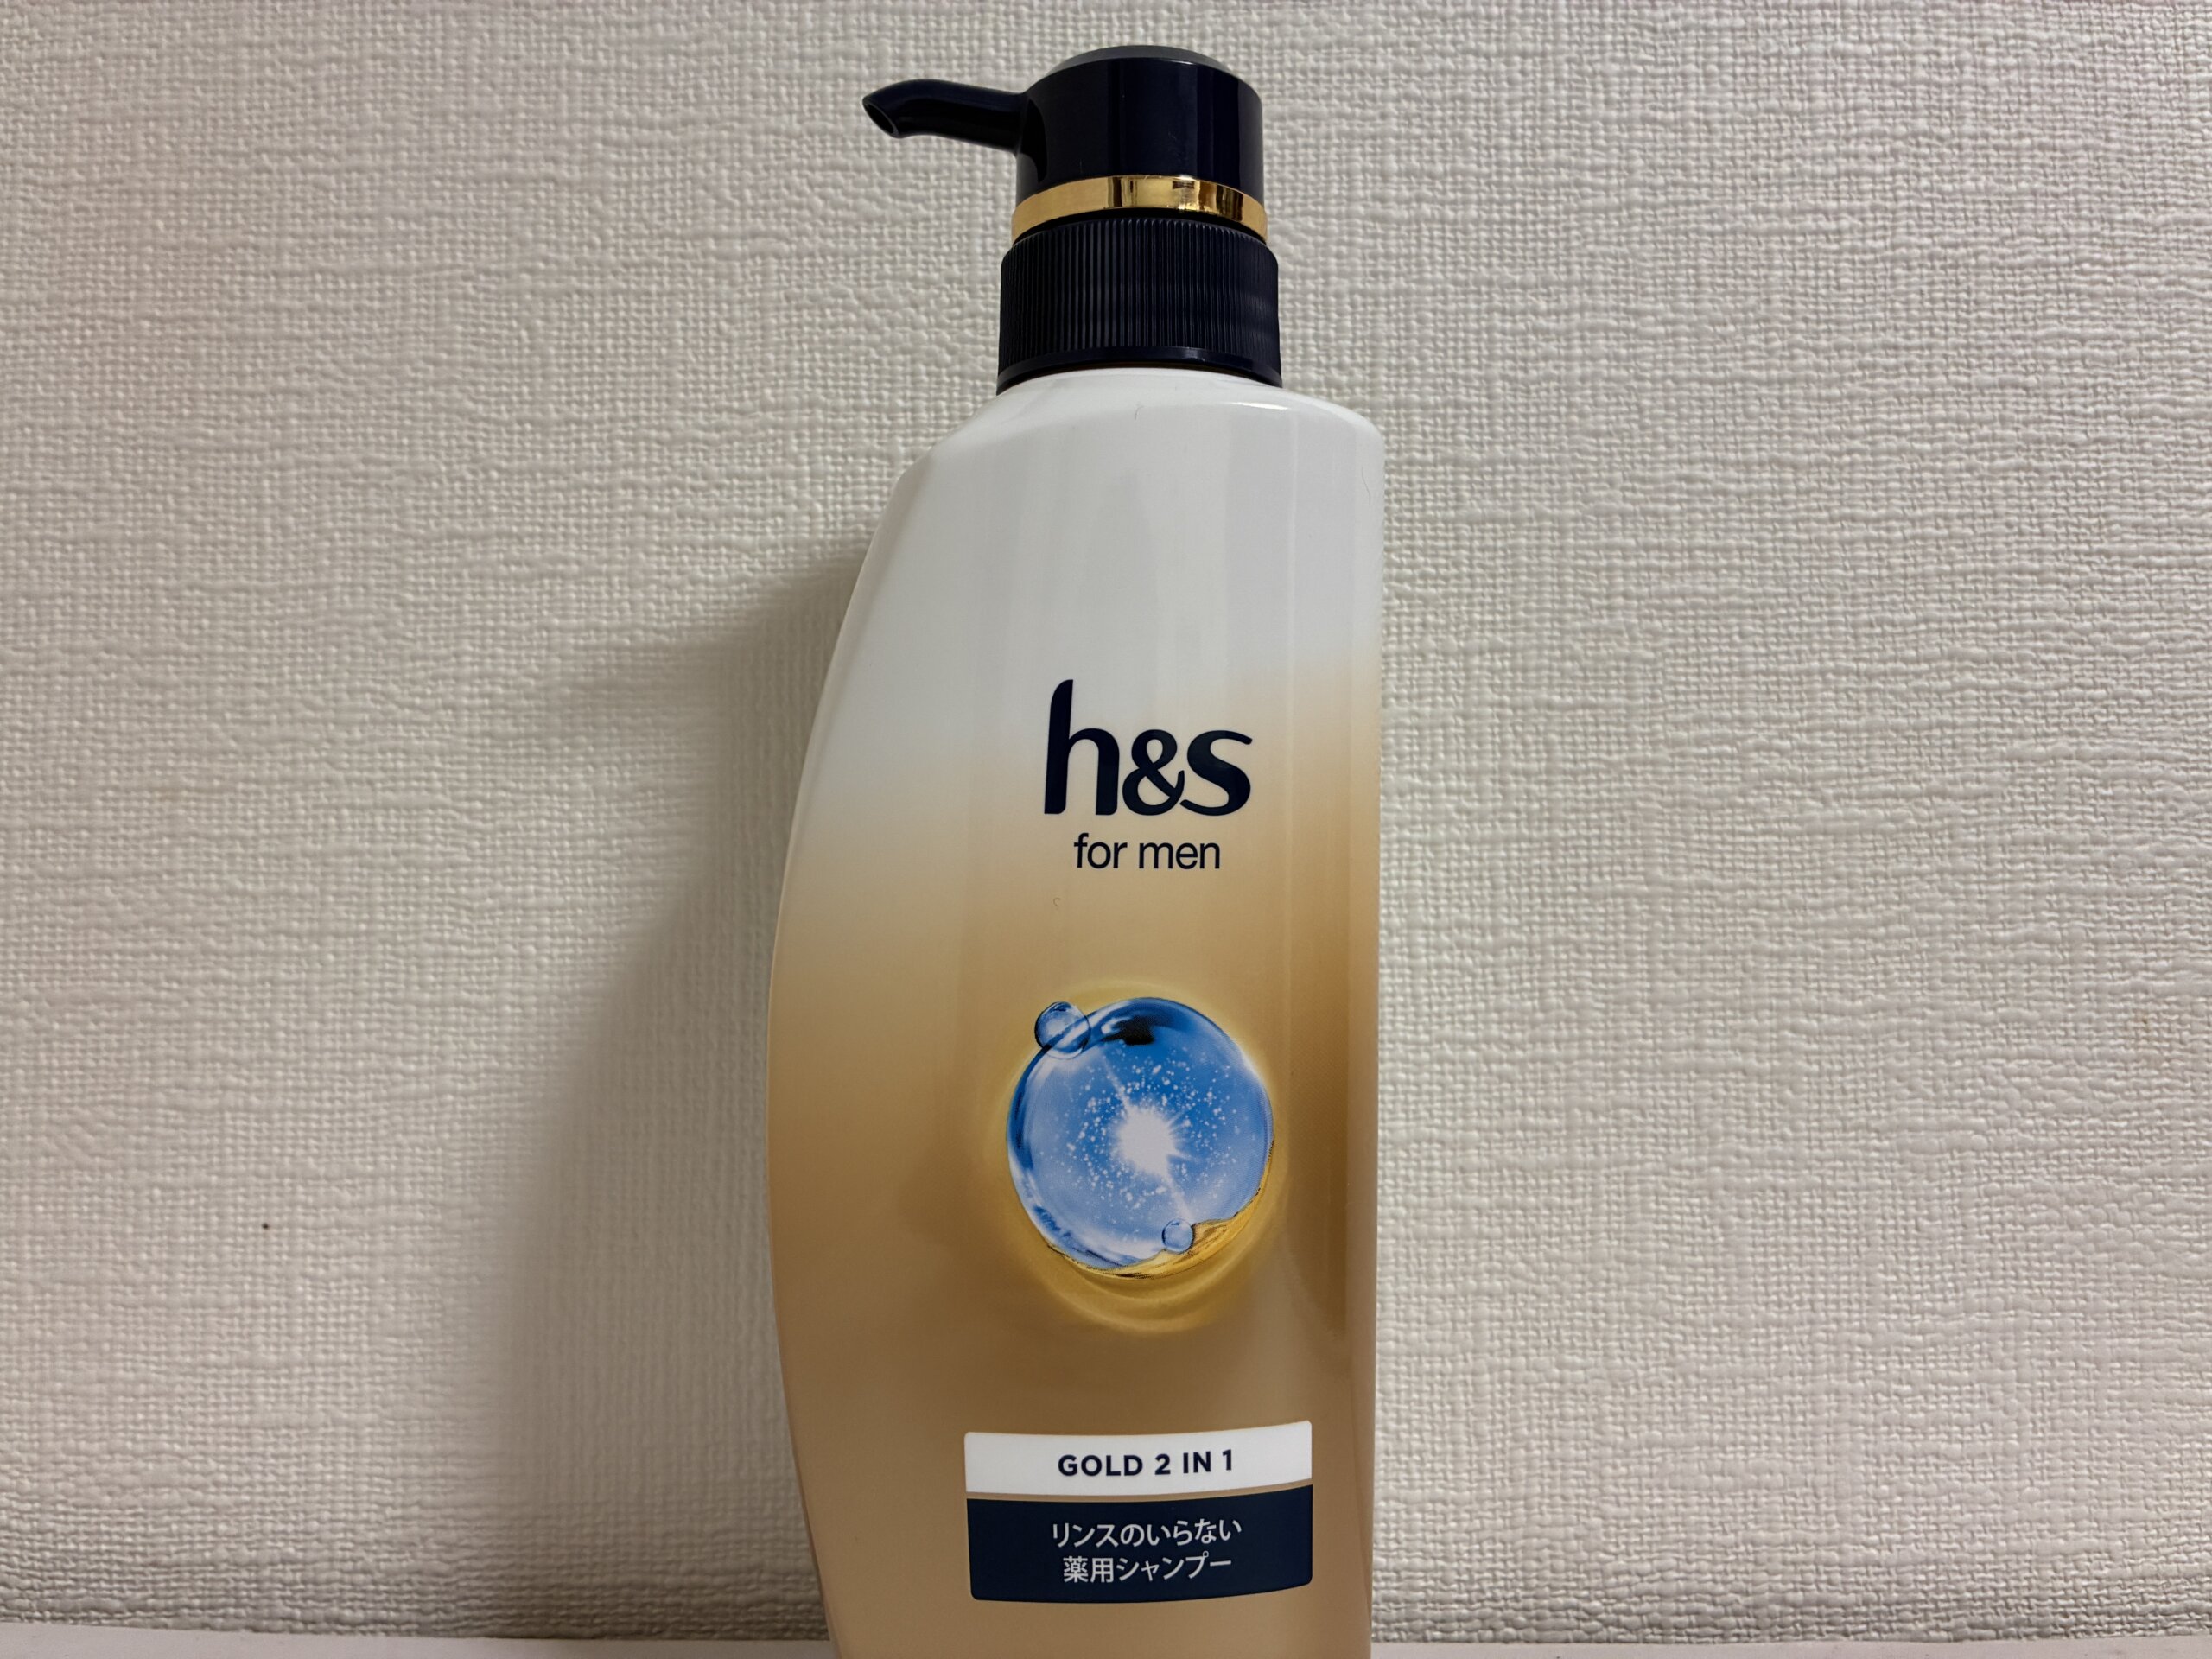 h&s
for men
GOLD 2 IN 1
リンスのいらない
薬用シャンプー